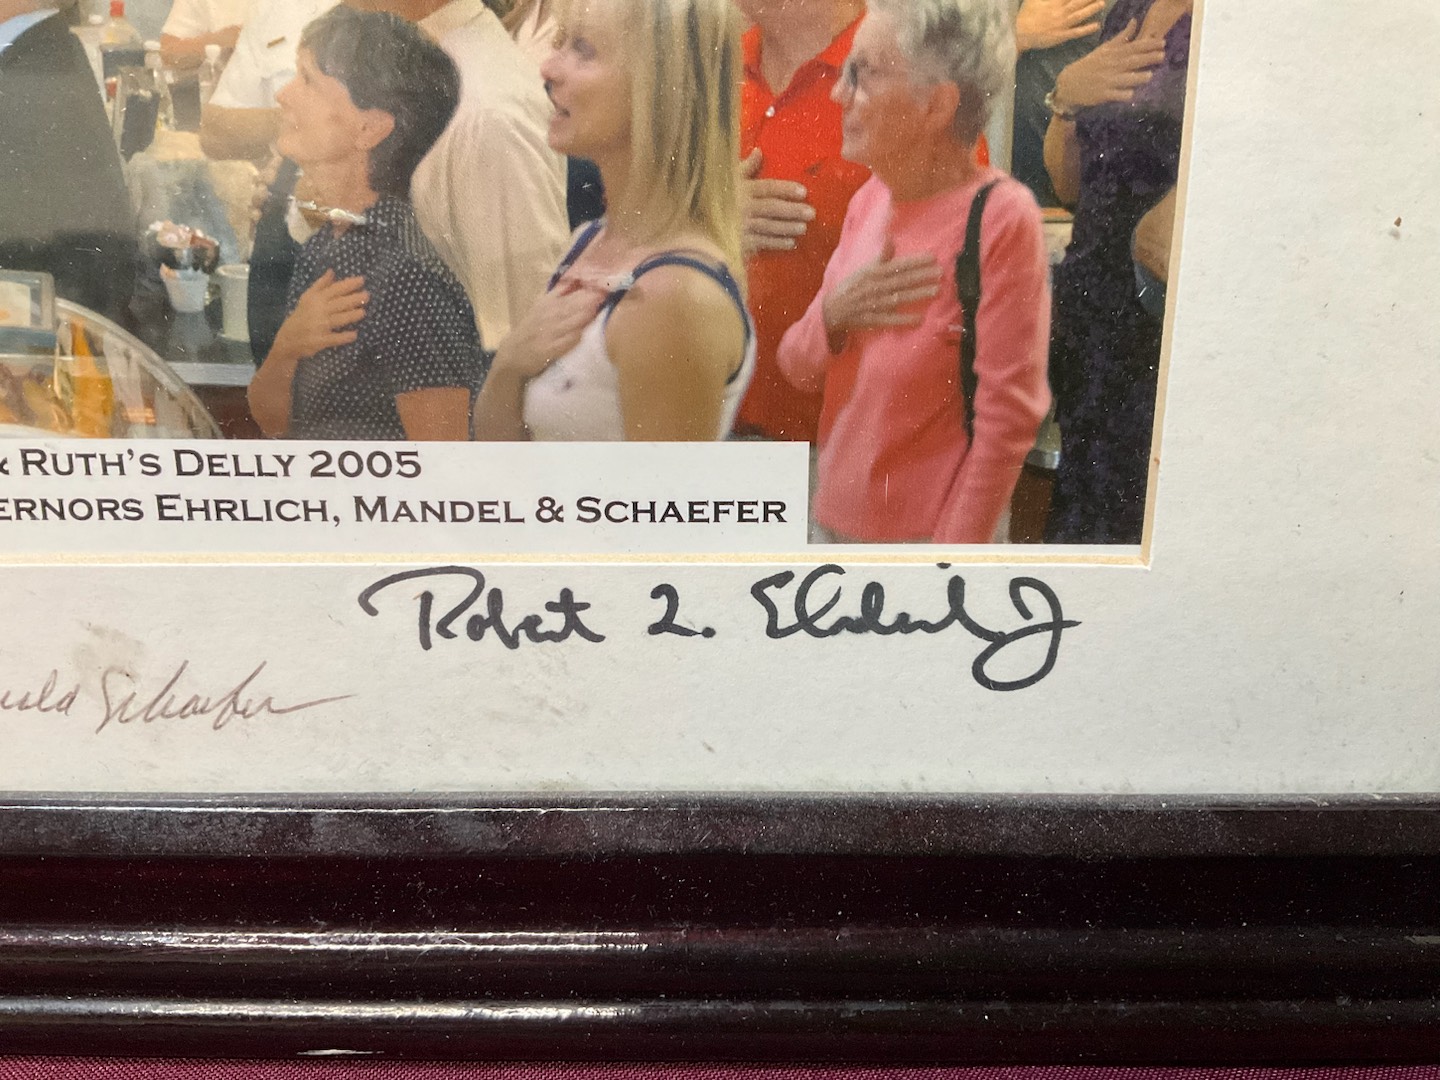 & RUTH'S DELLY 2005
ERNORS EHRLICH, MANDEL & SCHAEFER
Robert L. Ehrlich Jr
Schaefer